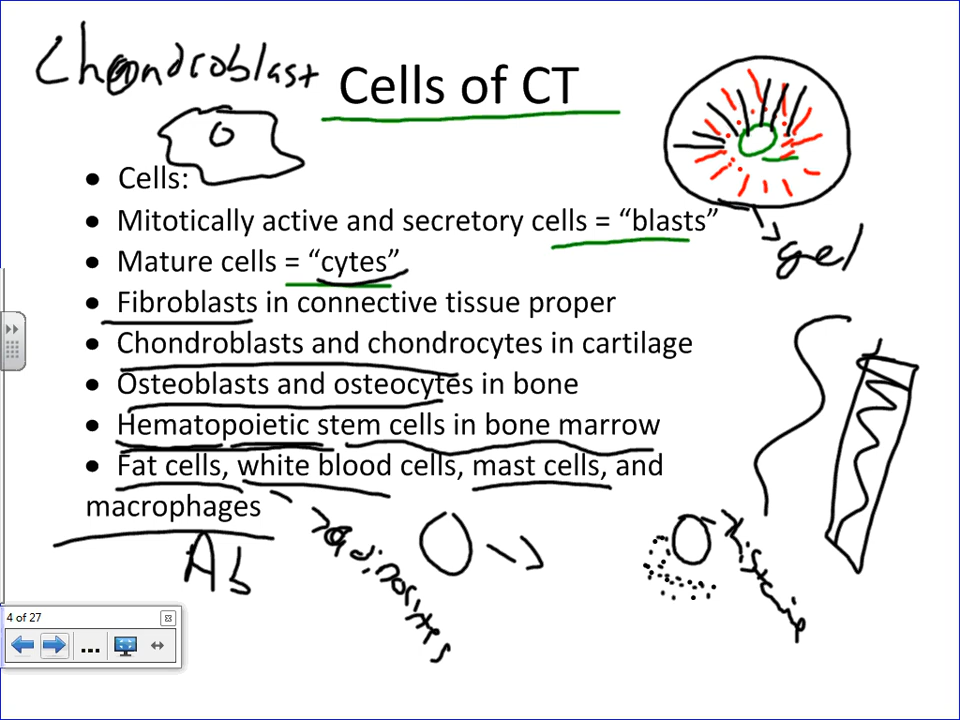 Chondroblast
Cells of CT
• Cells:
• Mitotically active and secretory cells = “blasts”
• Mature cells = “cytes”
gel
• Fibroblasts in connective tissue proper
• Chondroblasts and chondrocytes in cartilage
• Osteoblasts and osteocytes in bone
• Hematopoietic stem cells in bone marrow
• Fat cells, white blood cells, mast cells, and
macrophages
Ab
4 of 27
...